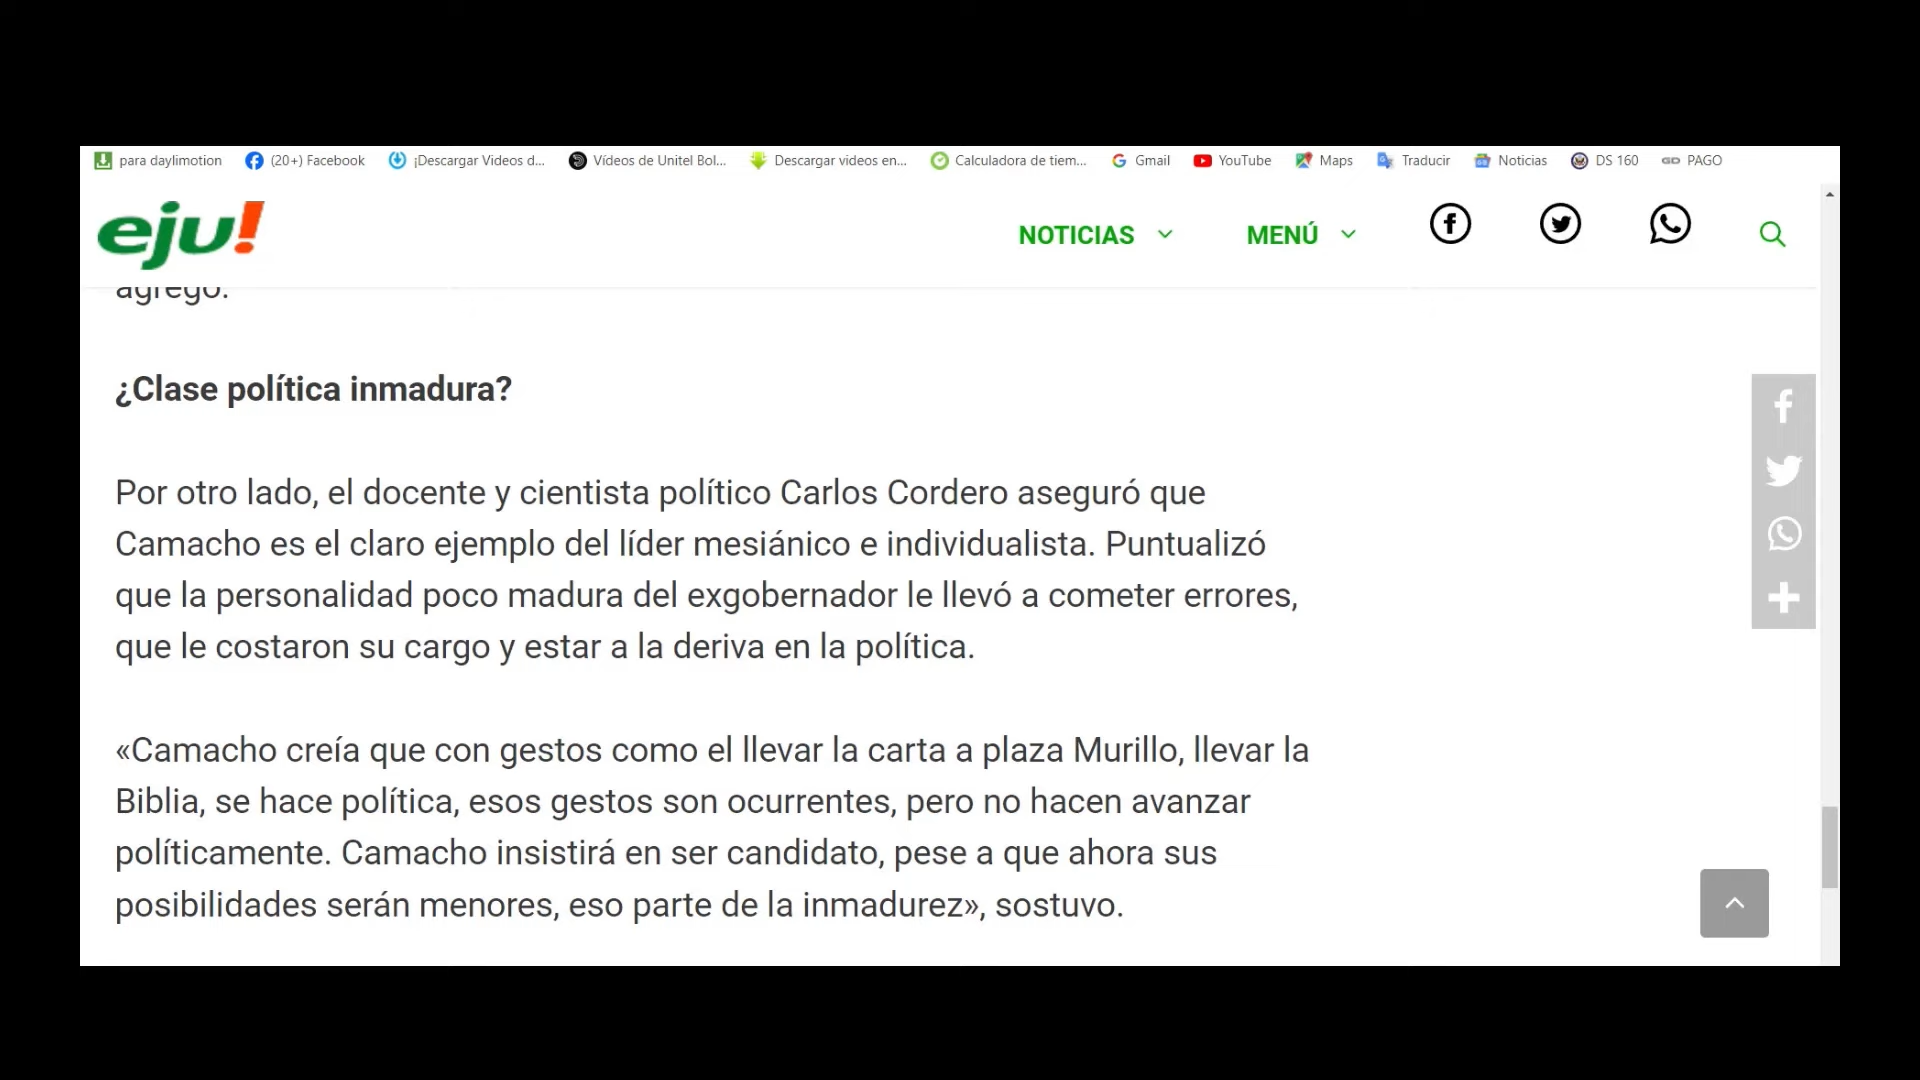 para daylimotion (20+) Facebook ¡Descargar Videos d... Vídeos de Unitel Bol... Descargar videos en... Calculadora de tiem... Gmail YouTube Maps Traducir Noticias DS 160 PAGO
eju! NOTICIAS MENÚ
agregó.
¿Clase política inmadura?
Por otro lado, el docente y cientista político Carlos Cordero aseguró que
Camacho es el claro ejemplo del líder mesiánico e individualista. Puntualizó
que la personalidad poco madura del exgobernador le llevó a cometer errores,
que le costaron su cargo y estar a la deriva en la política.
«Camacho creía que con gestos como el llevar la carta a plaza Murillo, llevar la
Biblia, se hace política, esos gestos son ocurrentes, pero no hacen avanzar
políticamente. Camacho insistirá en ser candidato, pese a que ahora sus
posibilidades serán menores, eso parte de la inmadurez», sostuvo.